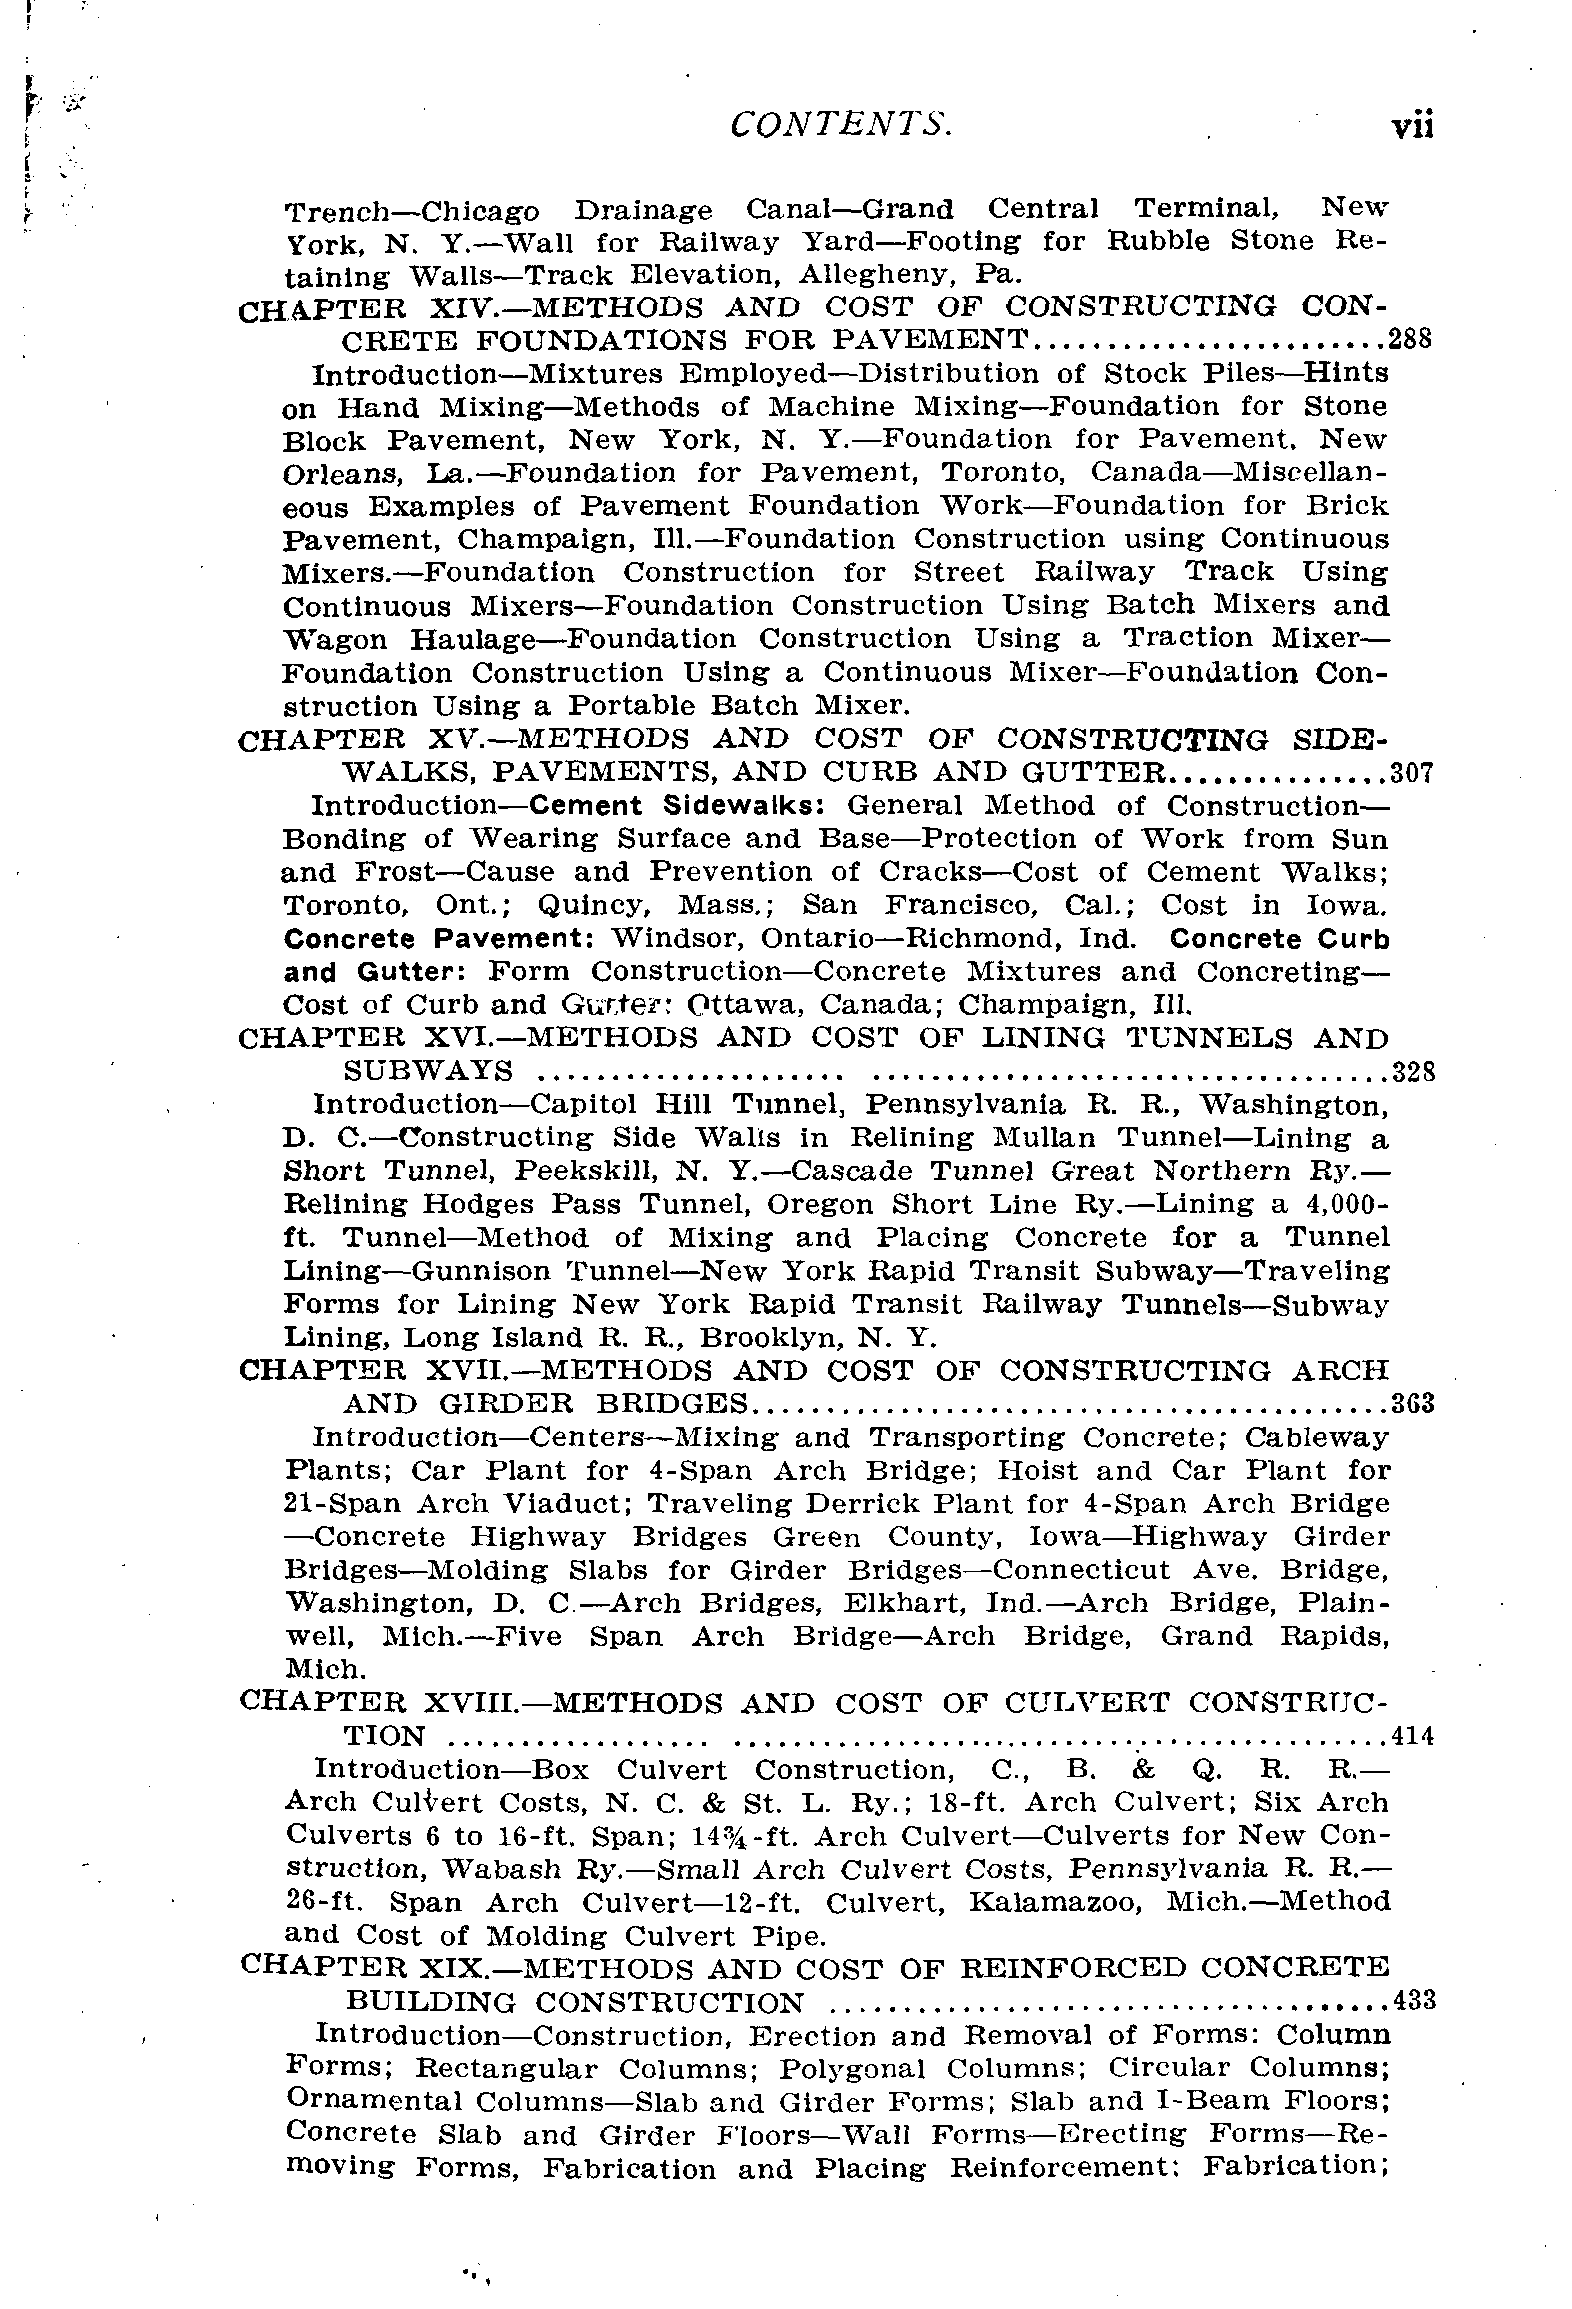 CONTENTS. vii
Trench—Chicago Drainage Canal—Grand Central Terminal, New
York, N. Y.—Wall for Railway Yard—Footing for Rubble Stone Re-
taining Walls—Track Elevation, Allegheny, Pa.
CHAPTER XIV.—METHODS AND COST OF CONSTRUCTING CON-
CRETE FOUNDATIONS FOR PAVEMENT........................288
Introduction—Mixtures Employed—Distribution of Stock Piles—Hints
on Hand Mixing—Methods of Machine Mixing—Foundation for Stone
Block Pavement, New York, N. Y.—Foundation for Pavement, New
Orleans, La.—Foundation for Pavement, Toronto, Canada—Miscellan-
eous Examples of Pavement Foundation Work—Foundation for Brick
Pavement, Champaign, Ill.—Foundation Construction using Continuous
Mixers.—Foundation Construction for Street Railway Track Using
Continuous Mixers—Foundation Construction Using Batch Mixers and
Wagon Haulage—Foundation Construction Using a Traction Mixer—
Foundation Construction Using a Continuous Mixer—Foundation Con-
struction Using a Portable Batch Mixer.
CHAPTER XV.—METHODS AND COST OF CONSTRUCTING SIDE-
WALKS, PAVEMENTS, AND CURB AND GUTTER...............307
Introduction—Cement Sidewalks: General Method of Construction—
Bonding of Wearing Surface and Base—Protection of Work from Sun
and Frost—Cause and Prevention of Cracks—Cost of Cement Walks;
Toronto, Ont.; Quincy, Mass.; San Francisco, Cal.; Cost in Iowa.
Concrete Pavement: Windsor, Ontario—Richmond, Ind. Concrete Curb
and Gutter: Form Construction—Concrete Mixtures and Concreting—
Cost of Curb and Gutter: Ottawa, Canada; Champaign, Ill.
CHAPTER XVI.—METHODS AND COST OF LINING TUNNELS AND
SUBWAYS ..................... ...................................328
Introduction—Capitol Hill Tunnel, Pennsylvania R. R., Washington,
D. C.—Constructing Side Walls in Relining Mullan Tunnel—Lining a
Short Tunnel, Peekskill, N. Y.—Cascade Tunnel Great Northern Ry.—
Relining Hodges Pass Tunnel, Oregon Short Line Ry.—Lining a 4,000-
ft. Tunnel—Method of Mixing and Placing Concrete for a Tunnel
Lining—Gunnison Tunnel—New York Rapid Transit Subway—Traveling
Forms for Lining New York Rapid Transit Railway Tunnels—Subway
Lining, Long Island R. R., Brooklyn, N. Y.
CHAPTER XVII.—METHODS AND COST OF CONSTRUCTING ARCH
AND GIRDER BRIDGES...........................................363
Introduction—Centers—Mixing and Transporting Concrete; Cableway
Plants; Car Plant for 4-Span Arch Bridge; Hoist and Car Plant for
21-Span Arch Viaduct; Traveling Derrick Plant for 4-Span Arch Bridge
—Concrete Highway Bridges Green County, Iowa—Highway Girder
Bridges—Molding Slabs for Girder Bridges—Connecticut Ave. Bridge,
Washington, D. C.—Arch Bridges, Elkhart, Ind.—Arch Bridge, Plain-
well, Mich.—Five Span Arch Bridge—Arch Bridge, Grand Rapids,
Mich.
CHAPTER XVIII.—METHODS AND COST OF CULVERT CONSTRUC-
TION .................. ............................................414
Introduction—Box Culvert Construction, C., B. & Q. R. R.—
Arch Culvert Costs, N. C. & St. L. Ry.; 18-ft. Arch Culvert; Six Arch
Culverts 6 to 16-ft. Span; 14¾-ft. Arch Culvert—Culverts for New Con-
struction, Wabash Ry.—Small Arch Culvert Costs, Pennsylvania R. R.—
26-ft. Span Arch Culvert—12-ft. Culvert, Kalamazoo, Mich.—Method
and Cost of Molding Culvert Pipe.
CHAPTER XIX.—METHODS AND COST OF REINFORCED CONCRETE
BUILDING CONSTRUCTION ......................................433
Introduction—Construction, Erection and Removal of Forms: Column
Forms; Rectangular Columns; Polygonal Columns; Circular Columns;
Ornamental Columns—Slab and Girder Forms; Slab and I-Beam Floors;
Concrete Slab and Girder Floors—Wall Forms—Erecting Forms—Re-
moving Forms, Fabrication and Placing Reinforcement: Fabrication;